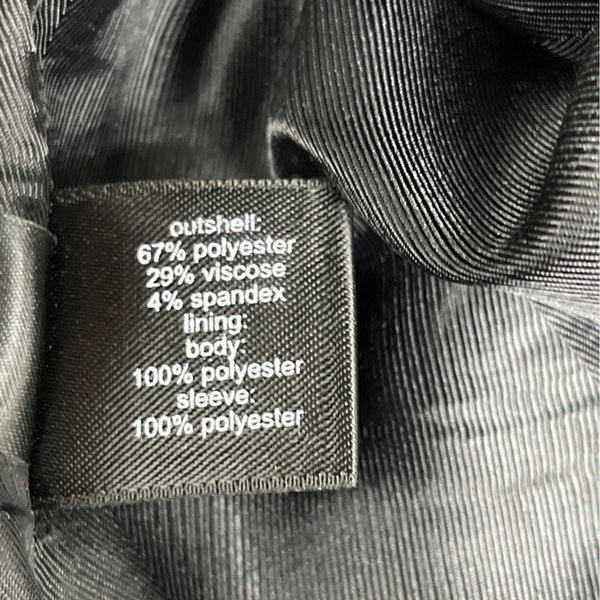 outshell:
67% polyester
29% viscose
4% spandex
lining:
body:
100% polyester
sleeve:
100% polyester